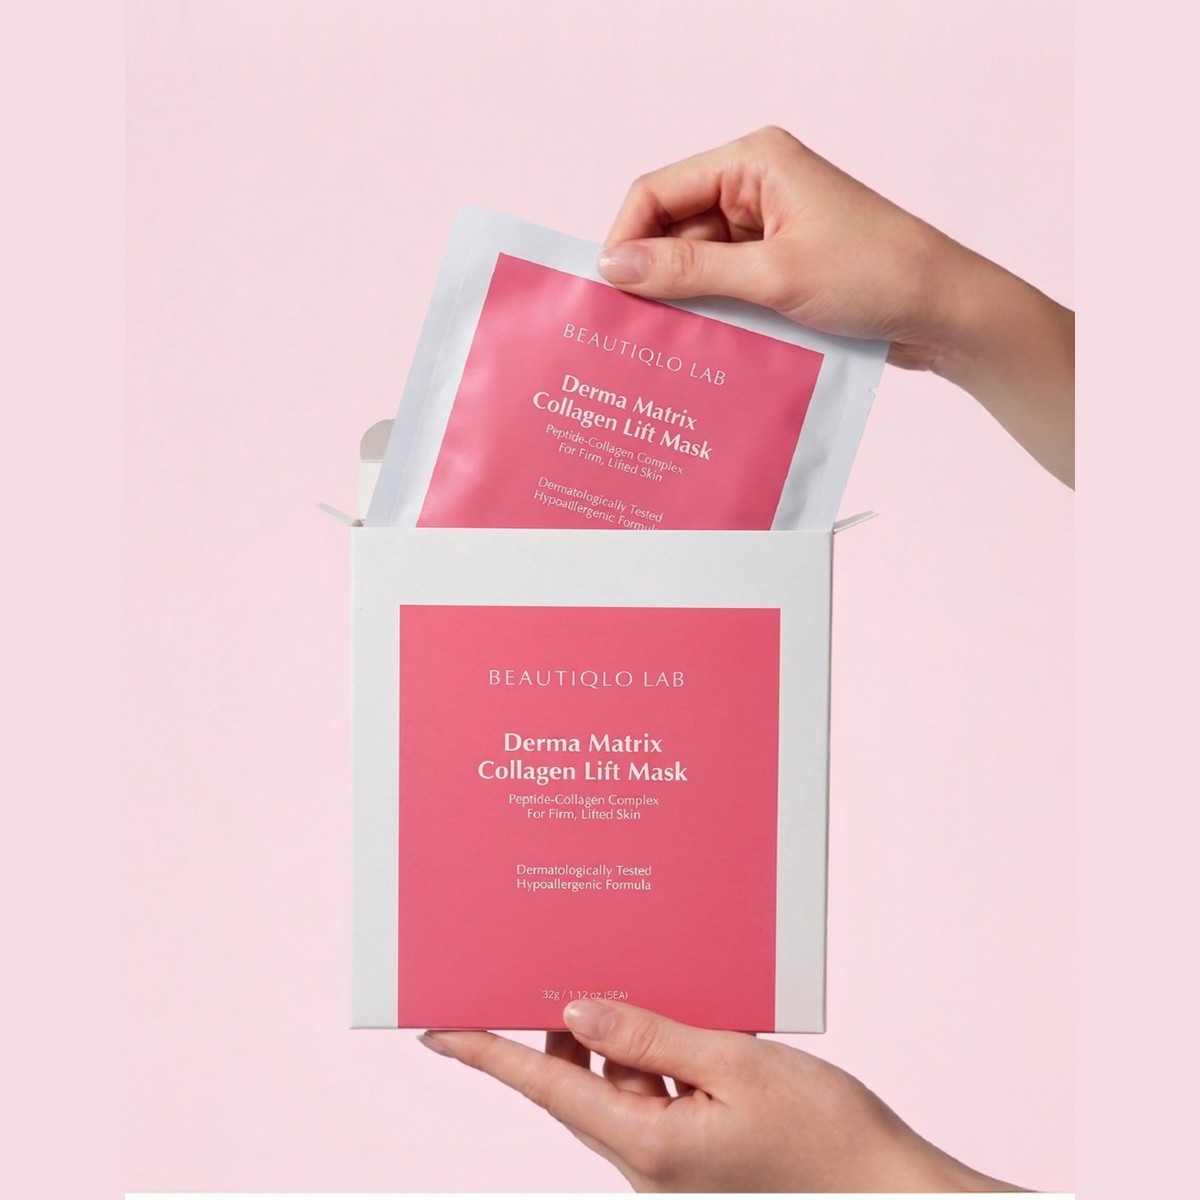 BEAUTIQLO LAB
Derma Matrix
Collagen Lift Mask
Peptide-Collagen Complex
For Firm, Lifted Skin
Dermatologically Tested
Hypoallergenic Formula
BEAUTIQLO LAB
Derma Matrix
Collagen Lift Mask
Peptide-Collagen Complex
For Firm, Lifted Skin
Dermatologically Tested
Hypoallergenic Formula
32g / 1.12 oz (5EA)